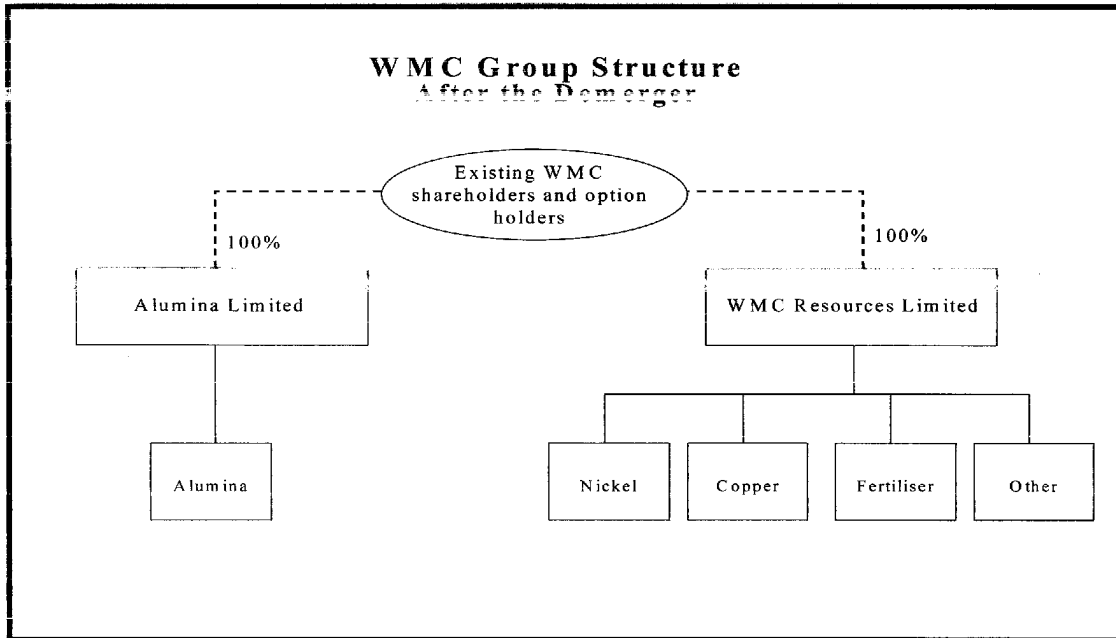 WMC Group Structure
After the Demerger
Existing WMC
shareholders and option
holders
100%
100%
Alumina Limited
WMC Resources Limited
Alumina
Nickel
Copper
Fertiliser
Other